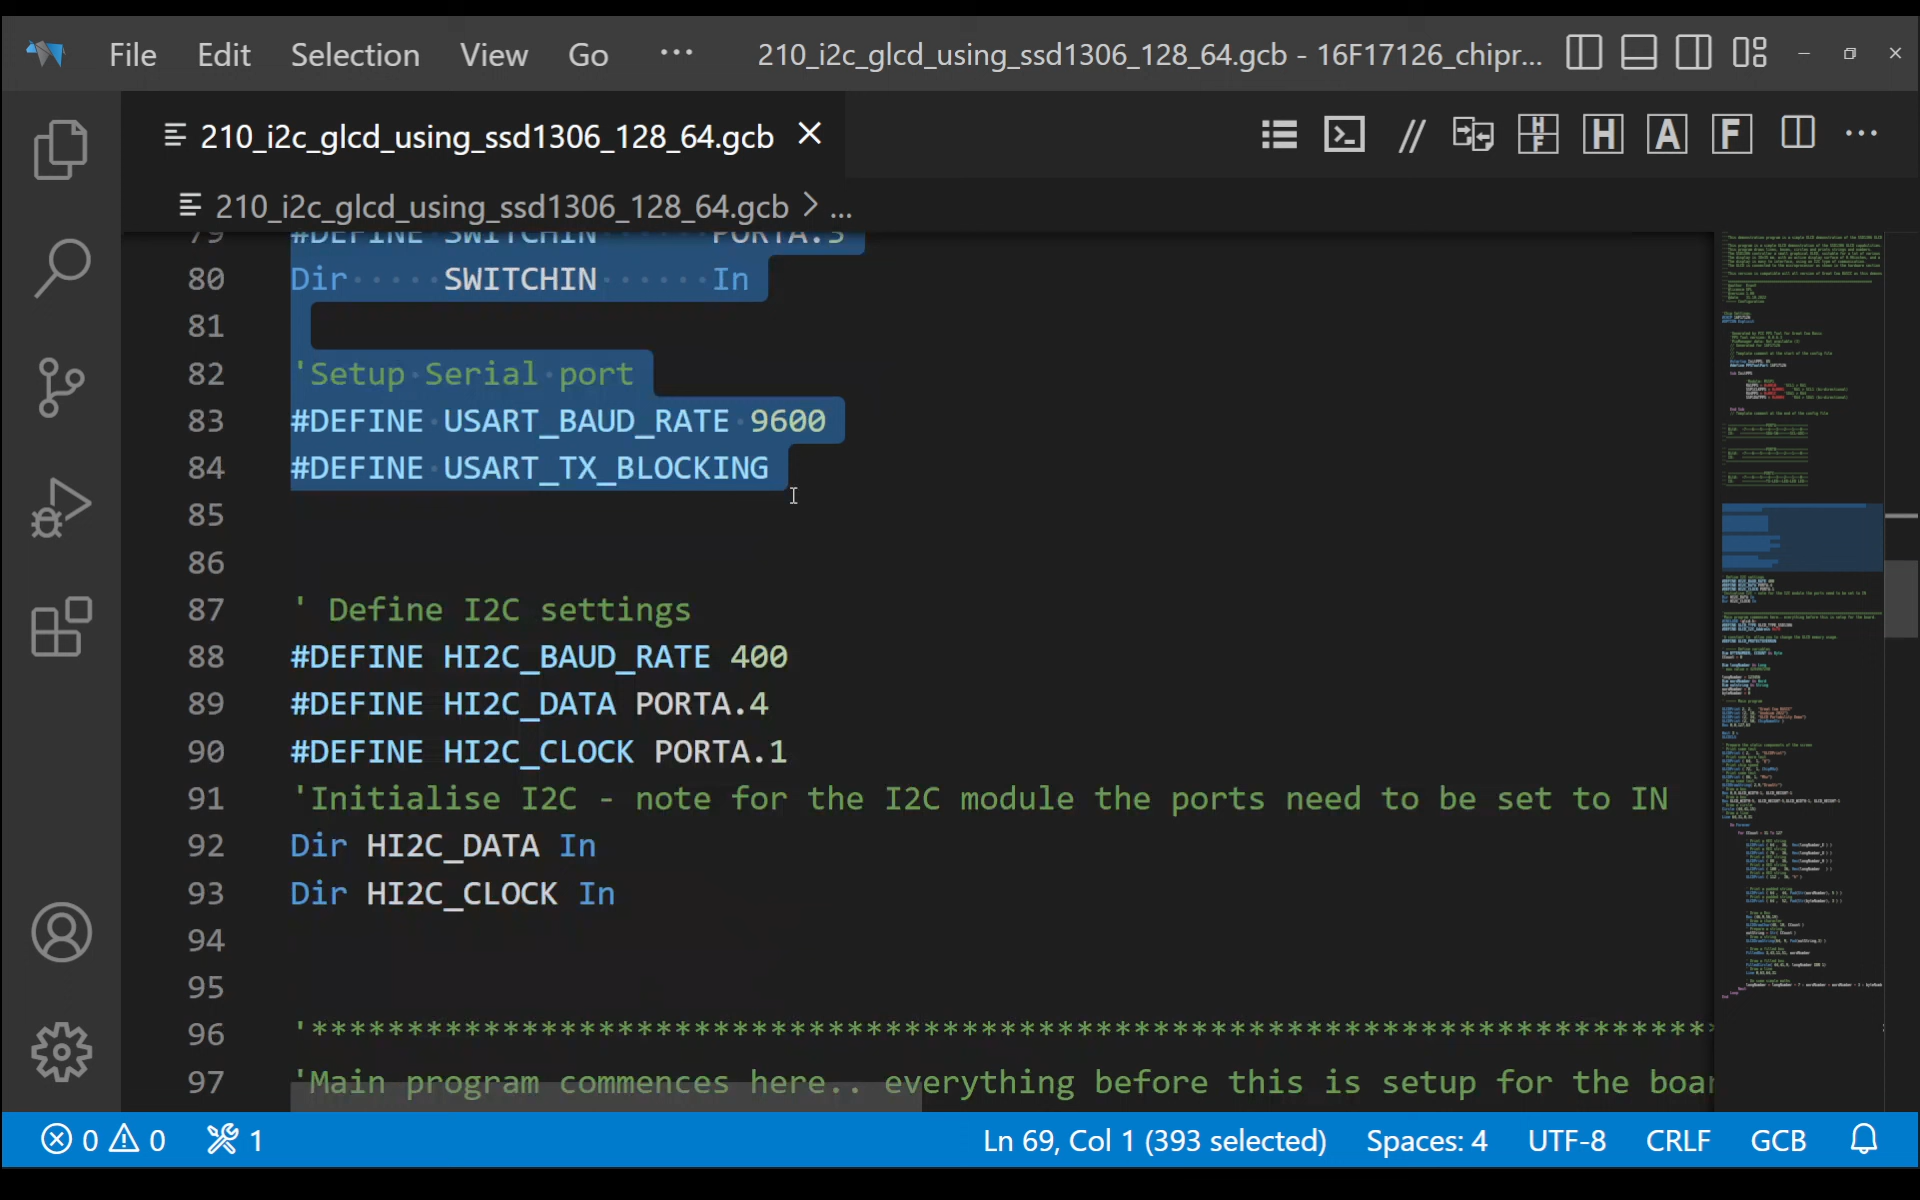 File Edit Selection View Go ··· 210_i2c_glcd_using_ssd1306_128_64.gcb - 16F17126_chipr...
210_i2c_glcd_using_ssd1306_128_64.gcb
H F H A F
210_i2c_glcd_using_ssd1306_128_64.gcb > ...
79 #DEFINE SWITCHIN PORTA.3
80 Dir SWITCHIN In
81
82 'Setup Serial port
83 #DEFINE USART_BAUD_RATE 9600
84 #DEFINE USART_TX_BLOCKING
85
86
87 ' Define I2C settings
88 #DEFINE HI2C_BAUD_RATE 400
89 #DEFINE HI2C_DATA PORTA.4
90 #DEFINE HI2C_CLOCK PORTA.1
91 'Initialise I2C - note for the I2C module the ports need to be set to IN
92 Dir HI2C_DATA In
93 Dir HI2C_CLOCK In
94
95
96 '**************************************************************************
97 'Main program commences here.. everything before this is setup for the boar
0 0 1 Ln 69, Col 1 (393 selected) Spaces: 4 UTF-8 CRLF GCB